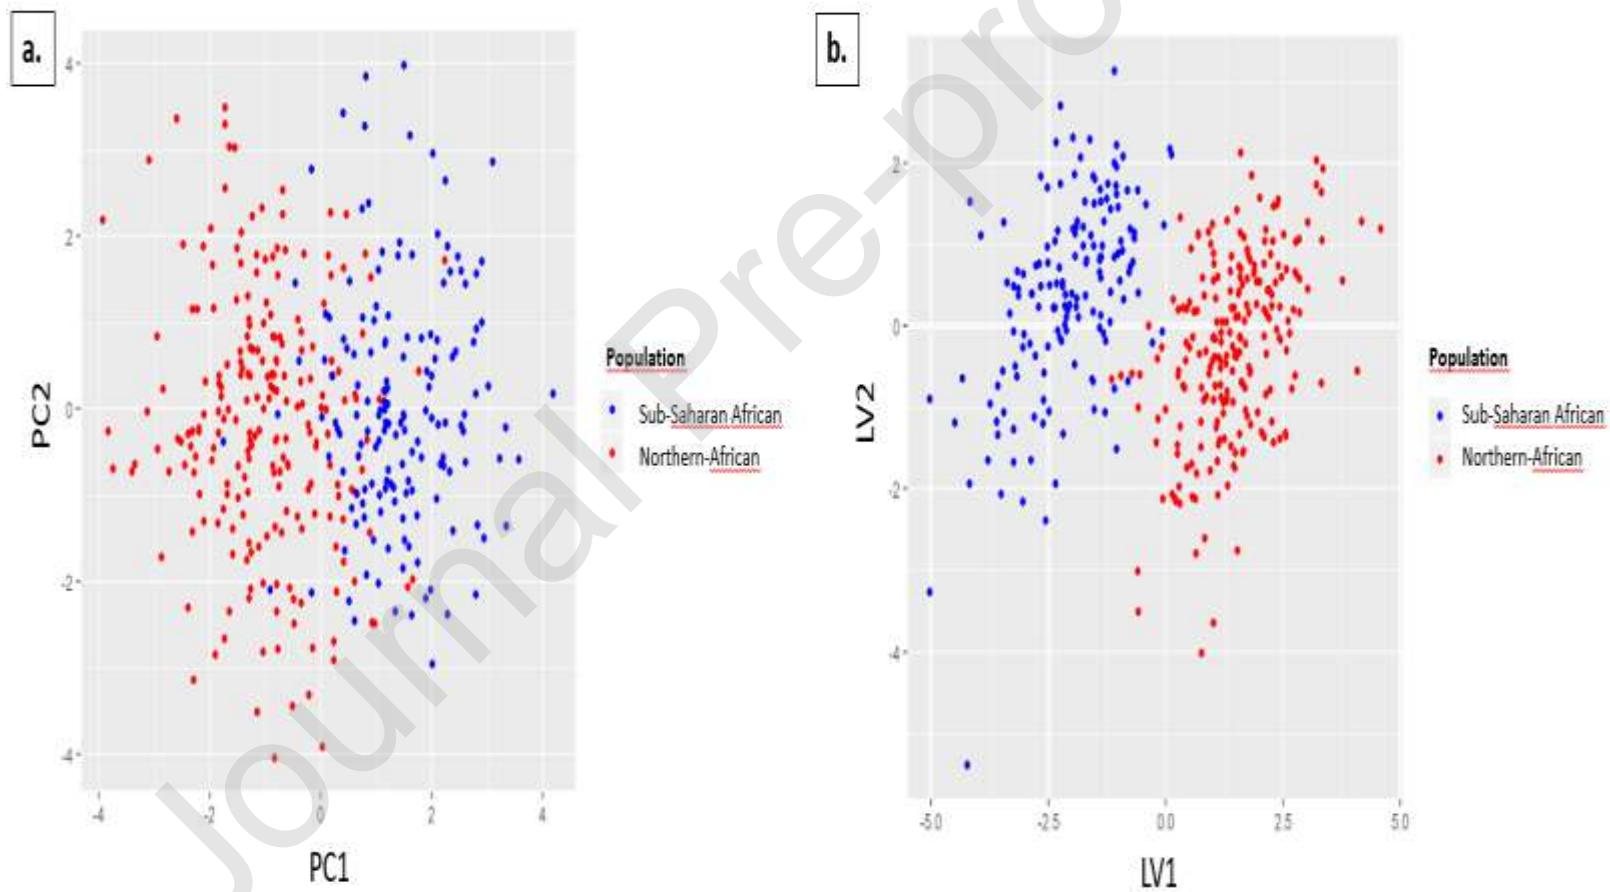 a.
4
2
0
-2
-4
PC2
-4 -2 0 2 4
PC1
Population
Sub-Saharan African
Northern-African
b.
2
0
-2
-4
LV2
-5.0 -2.5 0.0 2.5 5.0
LV1
Population
Sub-Saharan African
Northern-African
Journal Pre-pro